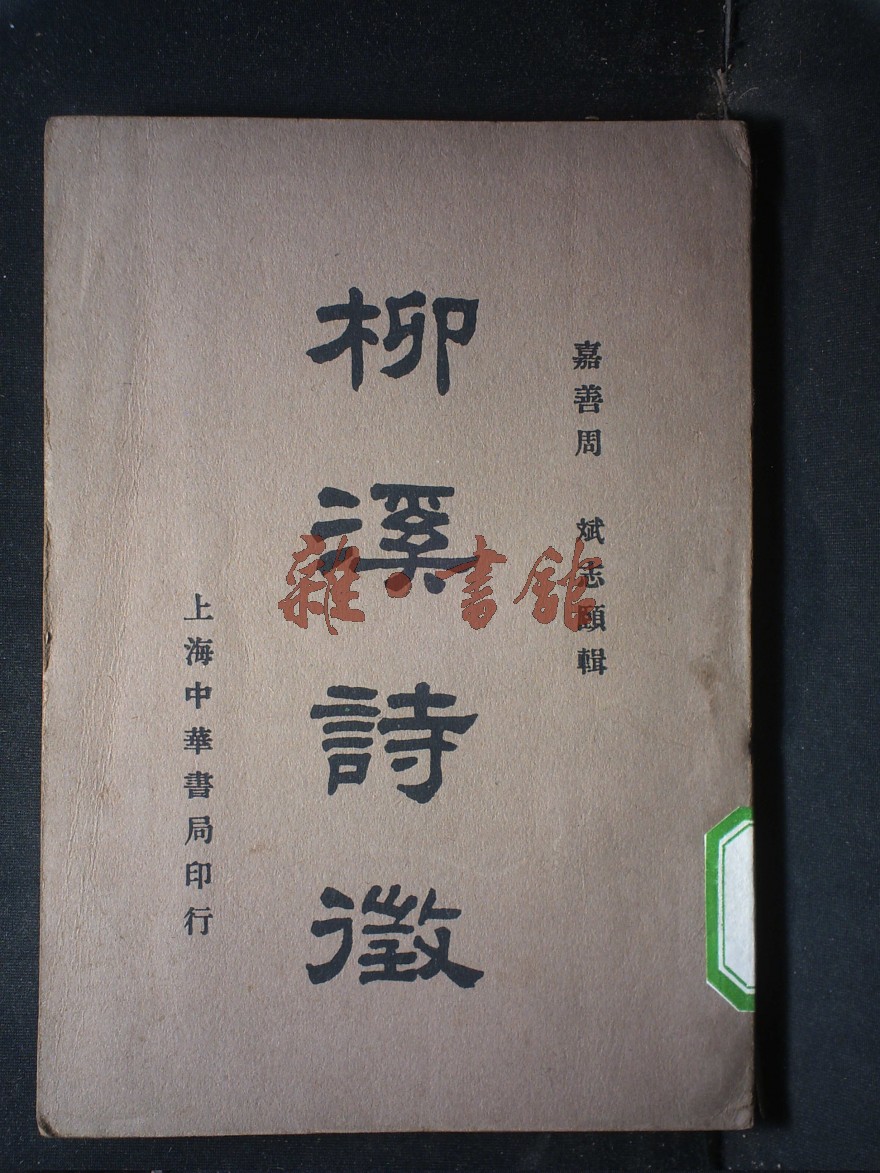 嘉善周 斌志頤輯
柳溪詩徵
上海中華書局印行
雜·書館